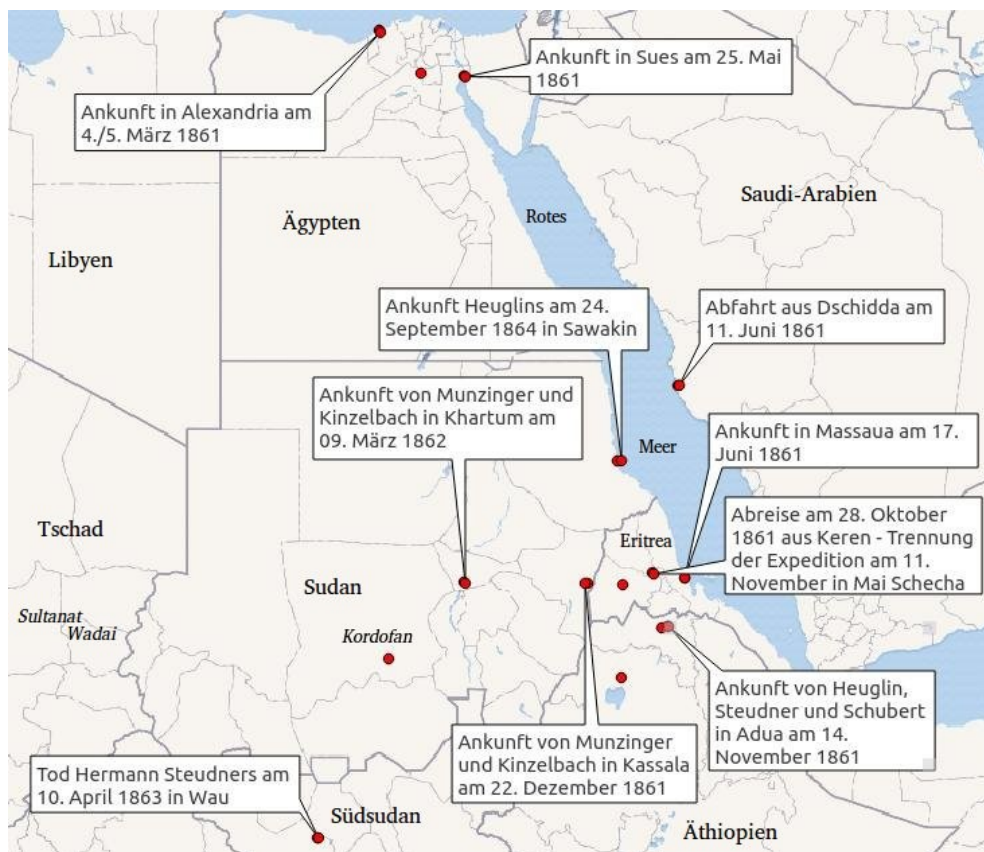 Ankunft in Sues am 25. Mai
1861
Ankunft in Alexandria am
4./5. März 1861
Saudi-Arabien
Rotes
Ägypten
Libyen
Ankunft Heuglins am 24.
September 1864 in Sawakin
Abfahrt aus Dschidda am
11. Juni 1861
Ankunft von Munzinger und
Kinzelbach in Khartum am
09. März 1862
Meer
Ankunft in Massaua am 17.
Juni 1861
Tschad
Abreise am 28. Oktober
1861 aus Keren - Trennung
der Expedition am 11.
November in Mai Schecha
Eritrea
Sudan
Sultanat
Wadai
Kordofan
Ankunft von Heuglin,
Steudner und Schubert
in Adua am 14.
November 1861
Ankunft von Munzinger
und Kinzelbach in Kassala
am 22. Dezember 1861
Tod Hermann Steudners am
10. April 1863 in Wau
Südsudan
Äthiopien